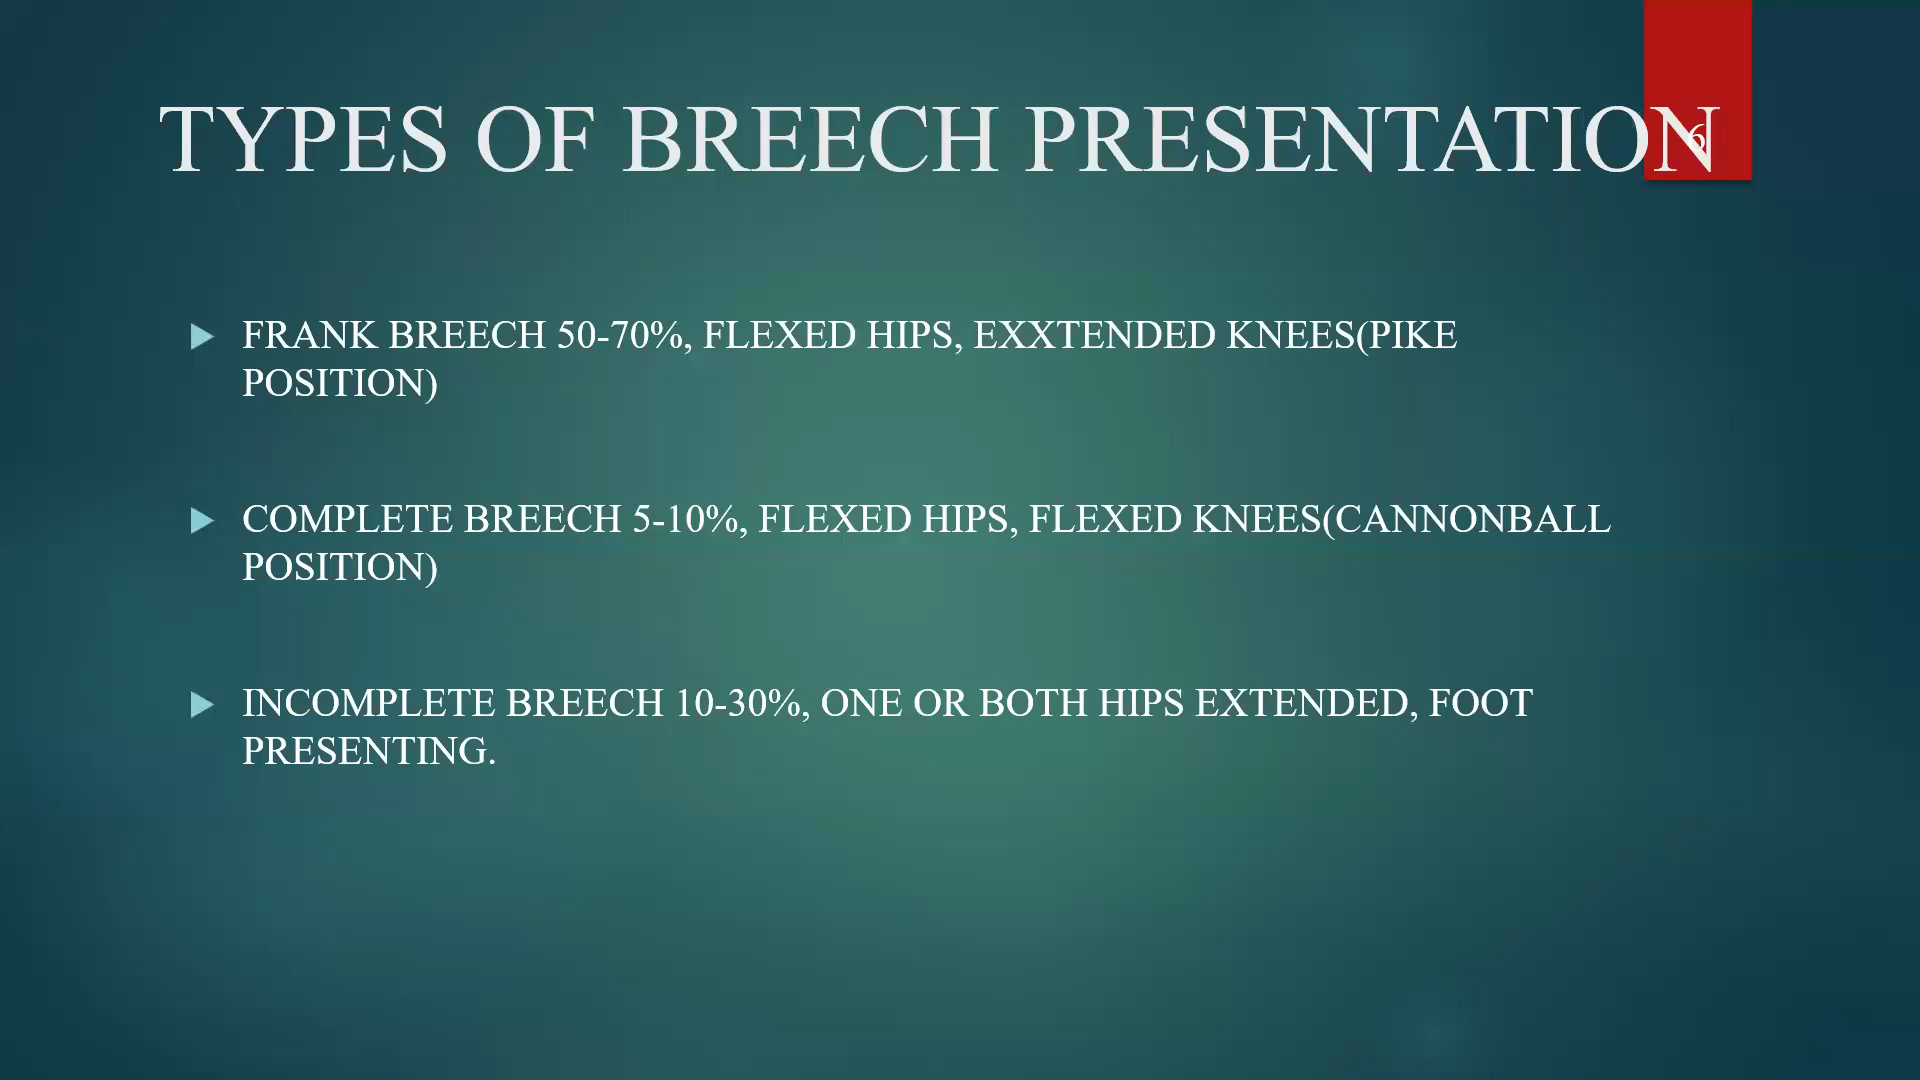 TYPES OF BREECH PRESENTATION
6
FRANK BREECH 50-70%, FLEXED HIPS, EXXTENDED KNEES(PIKE
POSITION)
COMPLETE BREECH 5-10%, FLEXED HIPS, FLEXED KNEES(CANNONBALL
POSITION)
INCOMPLETE BREECH 10-30%, ONE OR BOTH HIPS EXTENDED, FOOT
PRESENTING.